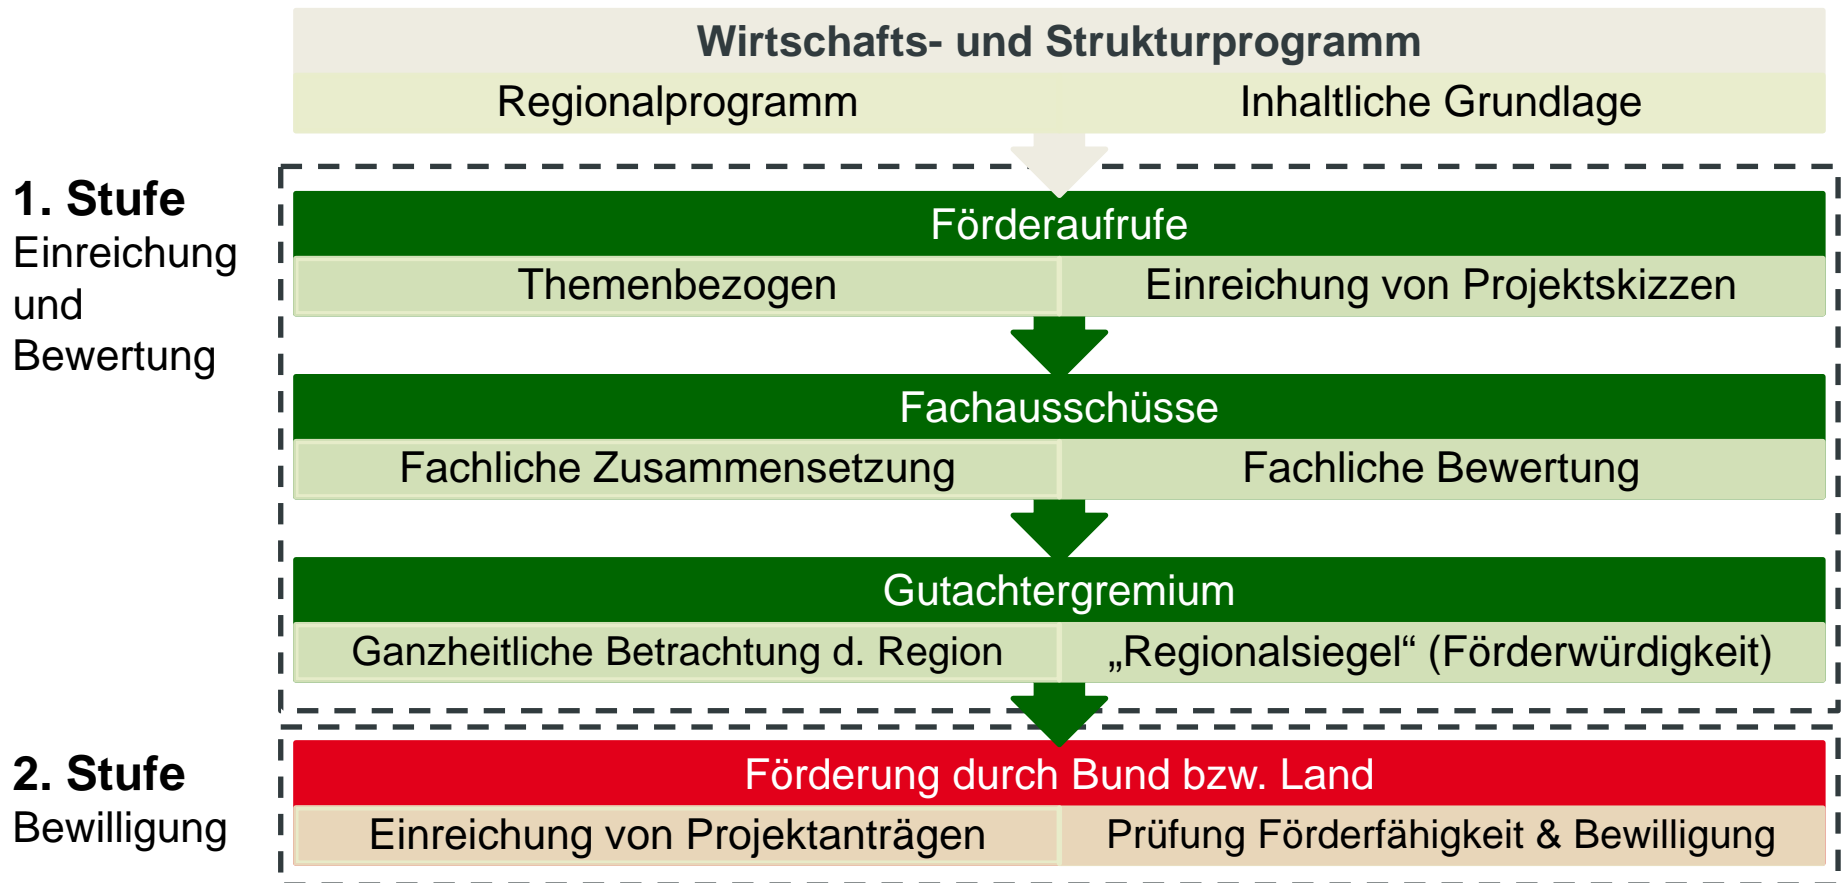 Wirtschafts- und Strukturprogramm
Regionalprogramm
Inhaltliche Grundlage
1. Stufe
Einreichung
und
Bewertung
Förderaufrufe
Themenbezogen
Einreichung von Projektskizzen
Fachausschüsse
Fachliche Zusammensetzung
Fachliche Bewertung
Gutachtergremium
Ganzheitliche Betrachtung d. Region
„Regionalsiegel“ (Förderwürdigkeit)
2. Stufe
Bewilligung
Förderung durch Bund bzw. Land
Einreichung von Projektanträgen
Prüfung Förderfähigkeit & Bewilligung